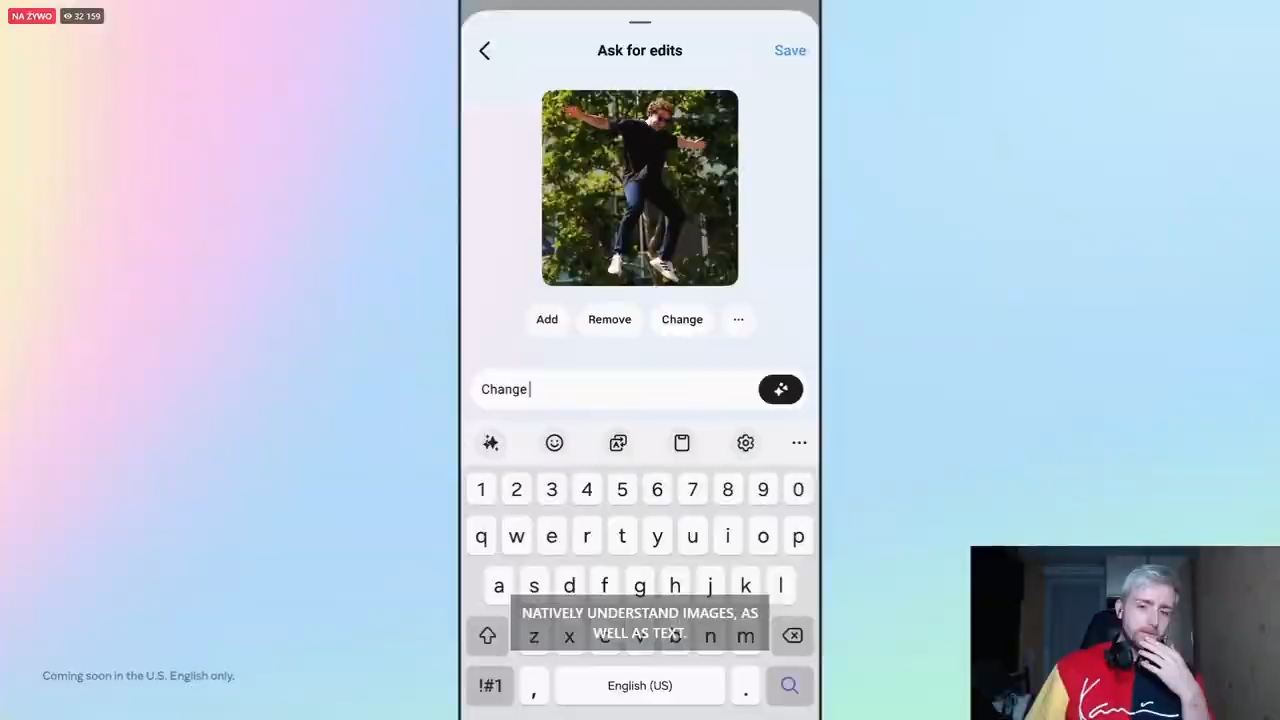 NA ŻYWO
32 159
Ask for edits
Save
Add
Remove
Change
...
Change
1 2 3 4 5 6 7 8 9 0
q w e r t y u i o p
a s d f g h j k l
NATIVELY UNDERSTAND IMAGES, AS
WELL AS TEXT.
z x c v b n m
!#1 , English (US) .
Coming soon in the U.S. English only.
Kani